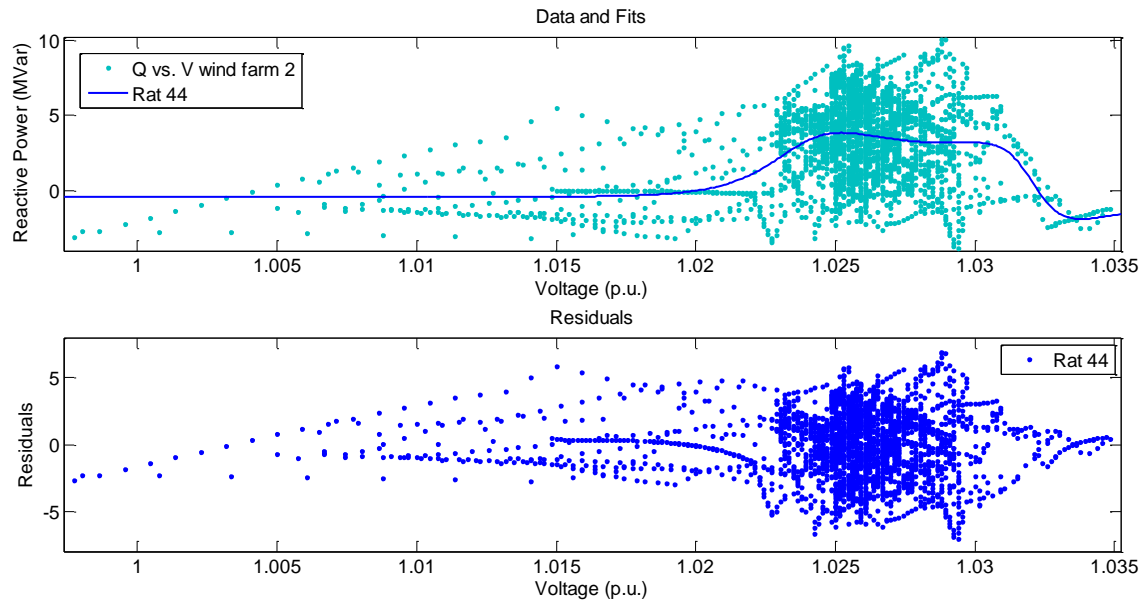 Data and Fits
Reactive Power (MVar)
10
5
0
Q vs. V wind farm 2
Rat 44
1
1.005
1.01
1.015
1.02
1.025
1.03
1.035
Voltage (p.u.)
Residuals
Residuals
5
0
-5
Rat 44
1
1.005
1.01
1.015
1.02
1.025
1.03
1.035
Voltage (p.u.)